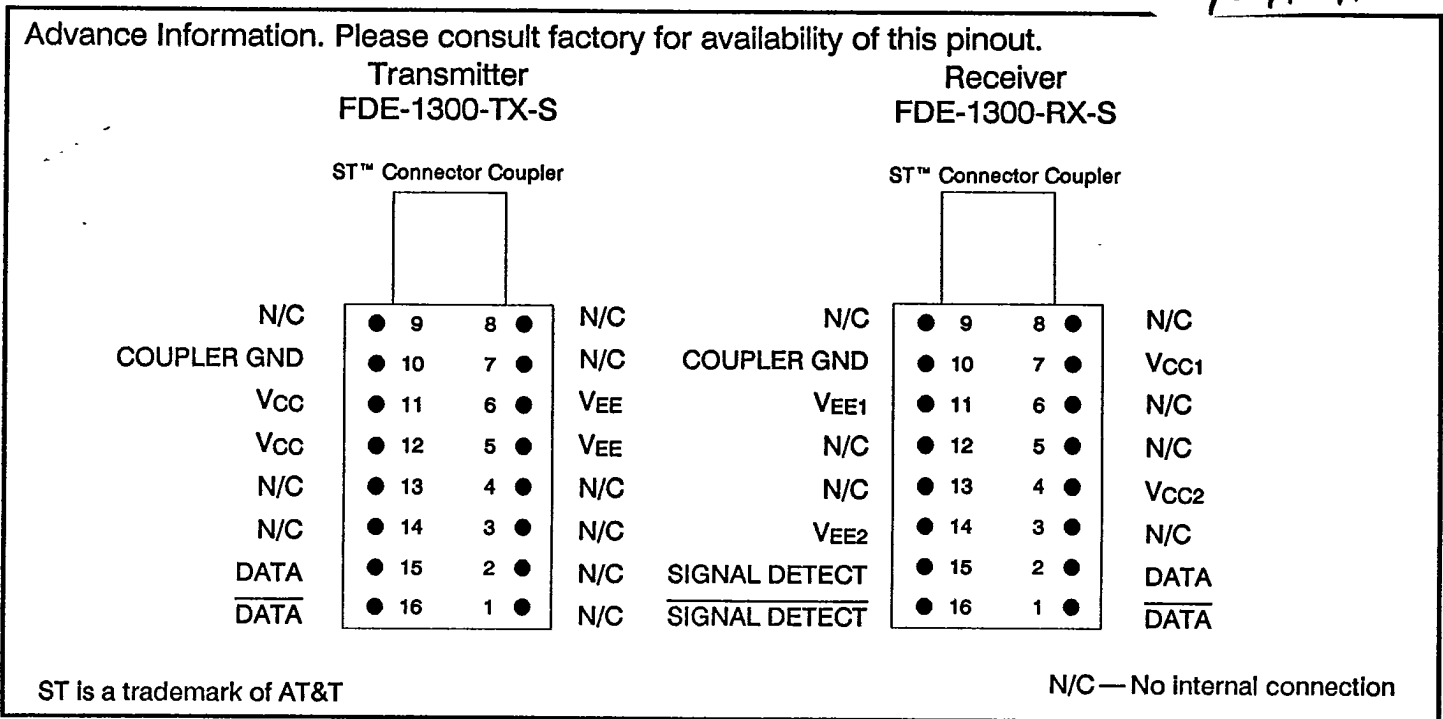 Advance Information. Please consult factory for availability of this pinout.
Transmitter
FDE-1300-TX-S
Receiver
FDE-1300-RX-S
ST™ Connector Coupler
ST™ Connector Coupler
N/C 9 8 N/C
COUPLER GND 10 7 N/C
VCC 11 6 VEE
VCC 12 5 VEE
N/C 13 4 N/C
N/C 14 3 N/C
DATA 15 2 N/C
DATA 16 1 N/C
N/C 9 8 N/C
COUPLER GND 10 7 VCC1
VEE1 11 6 N/C
N/C 12 5 N/C
N/C 13 4 VCC2
VEE2 14 3 N/C
SIGNAL DETECT 15 2 DATA
SIGNAL DETECT 16 1 DATA
ST is a trademark of AT&T
N/C — No internal connection